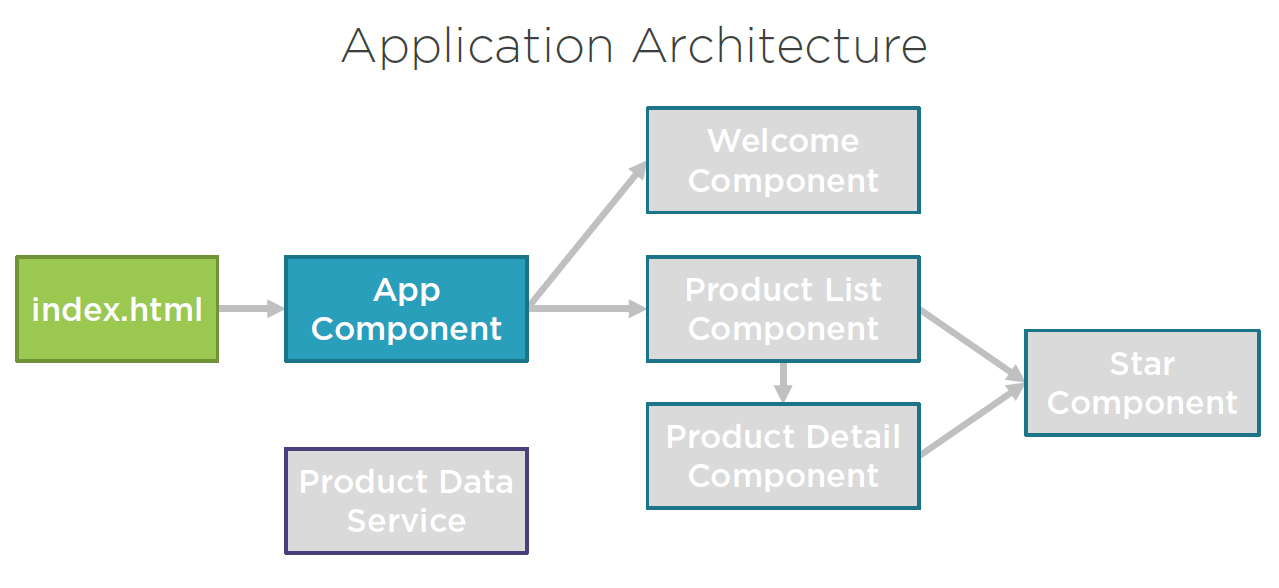 Application Architecture
Welcome
Component
index.html
App
Component
Product List
Component
Star
Component
Product Detail
Component
Product Data
Service